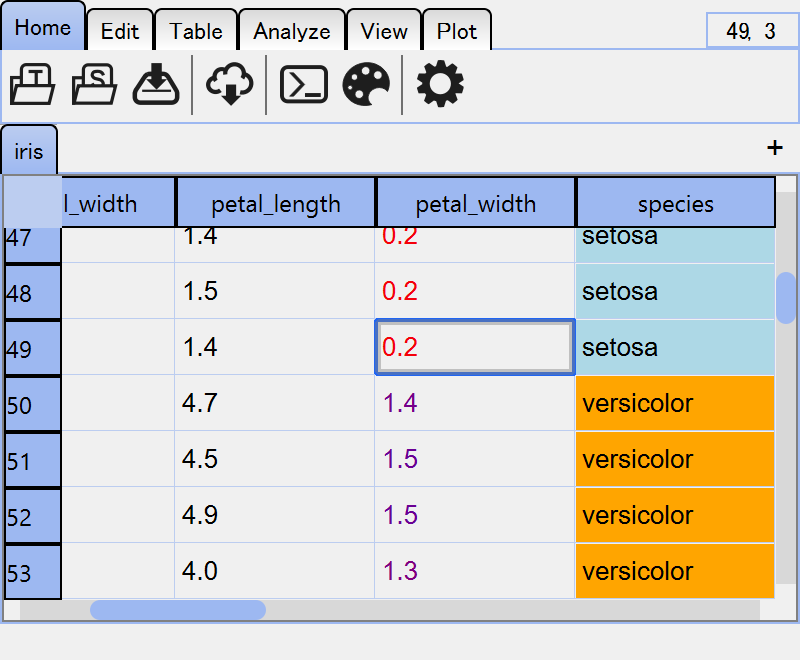 Home Edit Table Analyze View Plot 49, 3
T S
iris +
l_width petal_length petal_width species
47 1.4 0.2 setosa
48 1.5 0.2 setosa
49 1.4 0.2 setosa
50 4.7 1.4 versicolor
51 4.5 1.5 versicolor
52 4.9 1.5 versicolor
53 4.0 1.3 versicolor